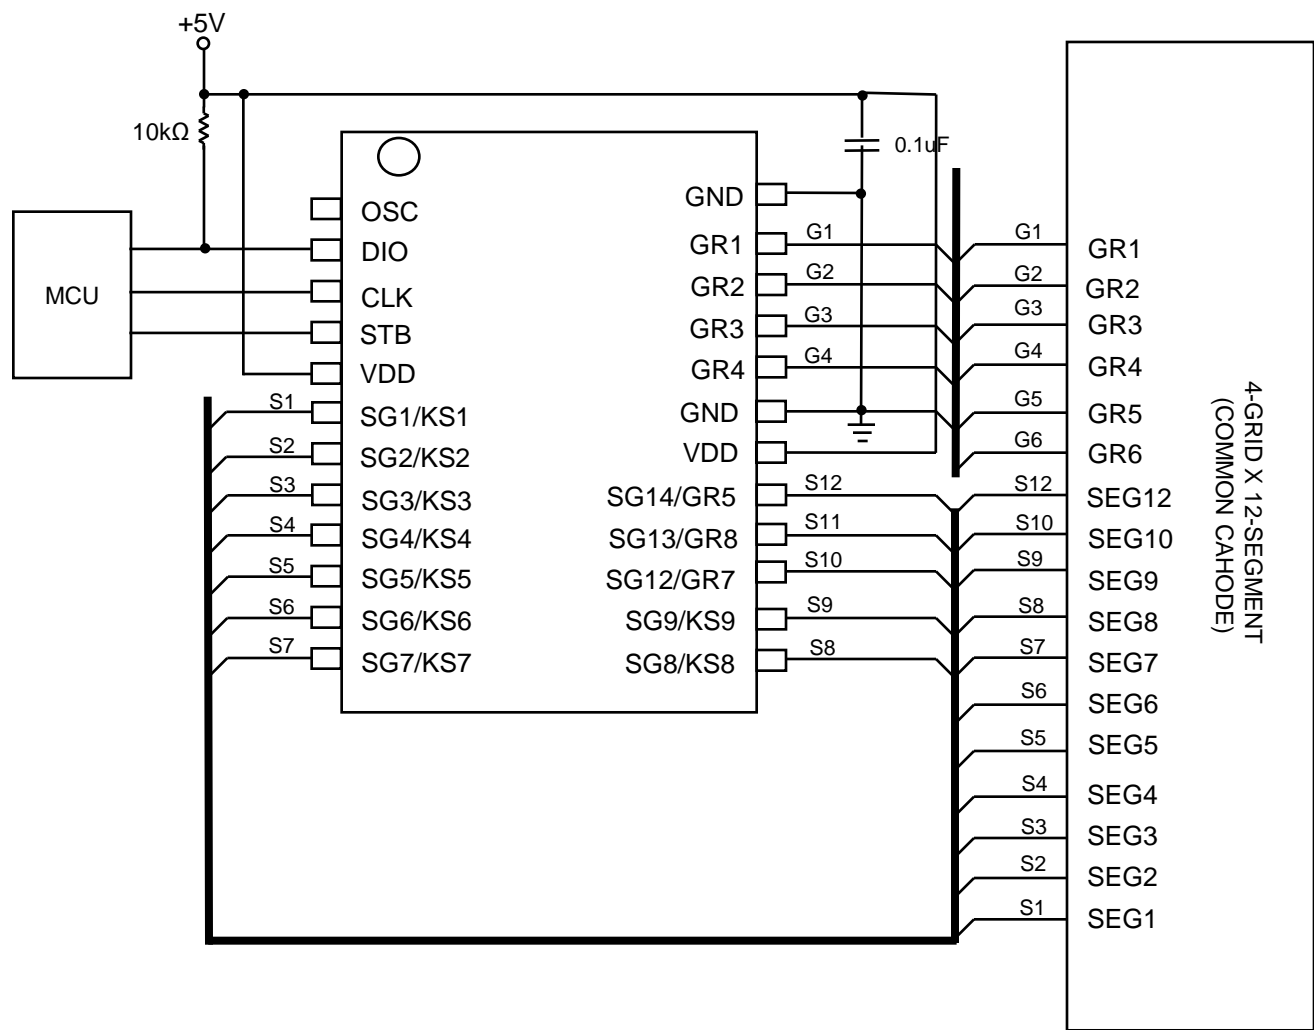 +5V
10kΩ
0.1uF
MCU
OSC
DIO
CLK
STB
VDD
SG1/KS1
SG2/KS2
SG3/KS3
SG4/KS4
SG5/KS5
SG6/KS6
SG7/KS7
S1
S2
S3
S4
S5
S6
S7
GND
GR1
GR2
GR3
GR4
GND
VDD
SG14/GR5
SG13/GR8
SG12/GR7
SG9/KS9
SG8/KS8
G1
G2
G3
G4
S12
S11
S10
S9
S8
G1
G2
G3
G4
G5
G6
S12
S10
S9
S8
S7
S6
S5
S4
S3
S2
S1
GR1
GR2
GR3
GR4
GR5
GR6
SEG12
SEG10
SEG9
SEG8
SEG7
SEG6
SEG5
SEG4
SEG3
SEG2
SEG1
4-GRID X 12-SEGMENT
(COMMON CAHODE)